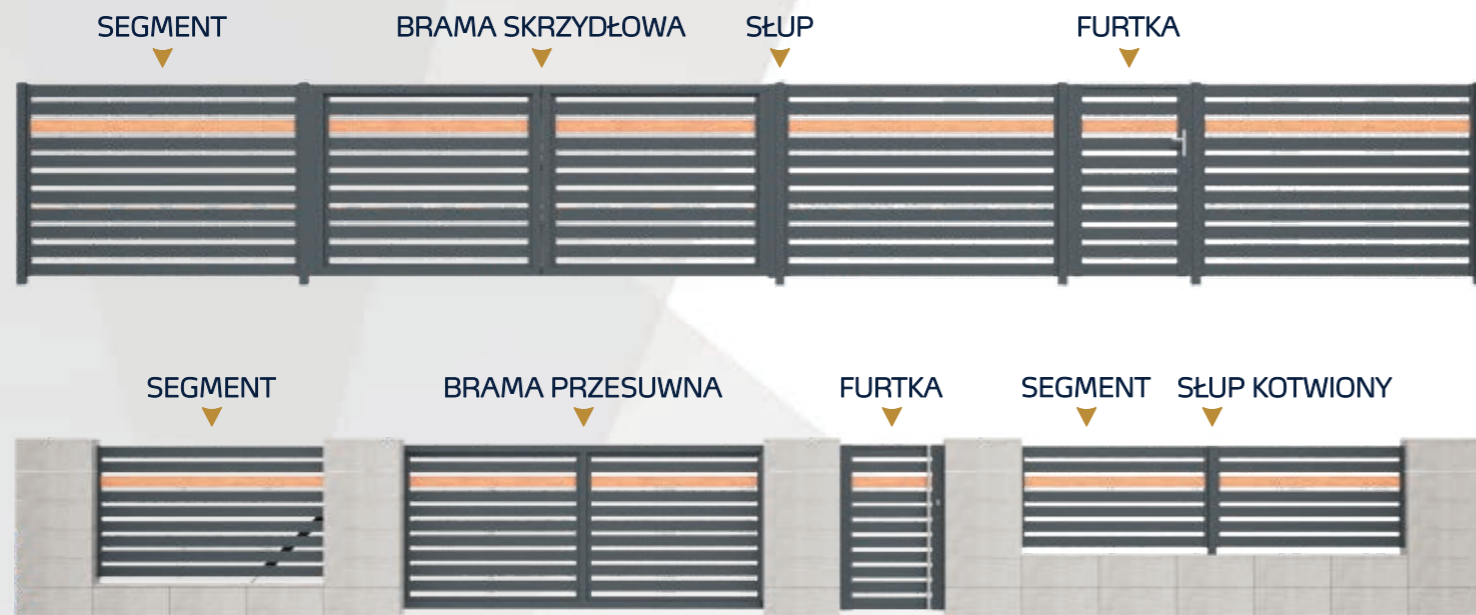 SEGMENT BRAMA SKRZYDŁOWA SŁUP FURTKA
SEGMENT BRAMA PRZESUWNA FURTKA SEGMENT SŁUP KOTWIONY